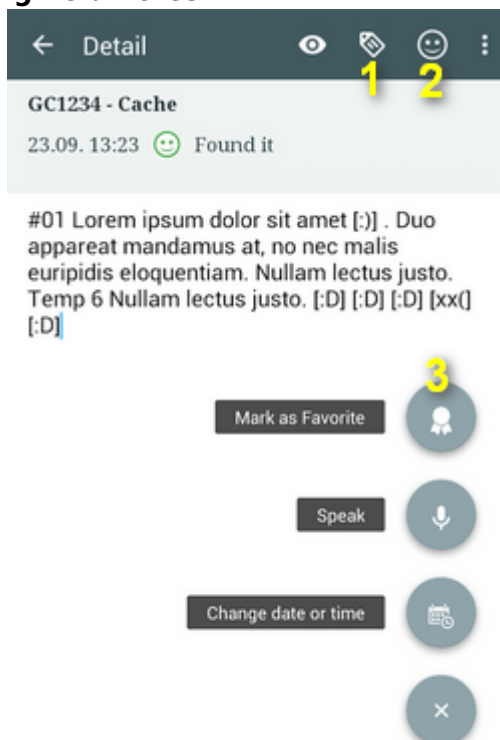 Detail
1 2
GC1234 - Cache
23.09. 13:23 Found it
#01 Lorem ipsum dolor sit amet [:)] . Duo
appareat mandamus at, no nec malis
euripidis eloquentiam. Nullam lectus justo.
Temp 6 Nullam lectus justo. [:D] [:D] [:D] [xx(]
[:D]
3
Mark as Favorite
Speak
Change date or time